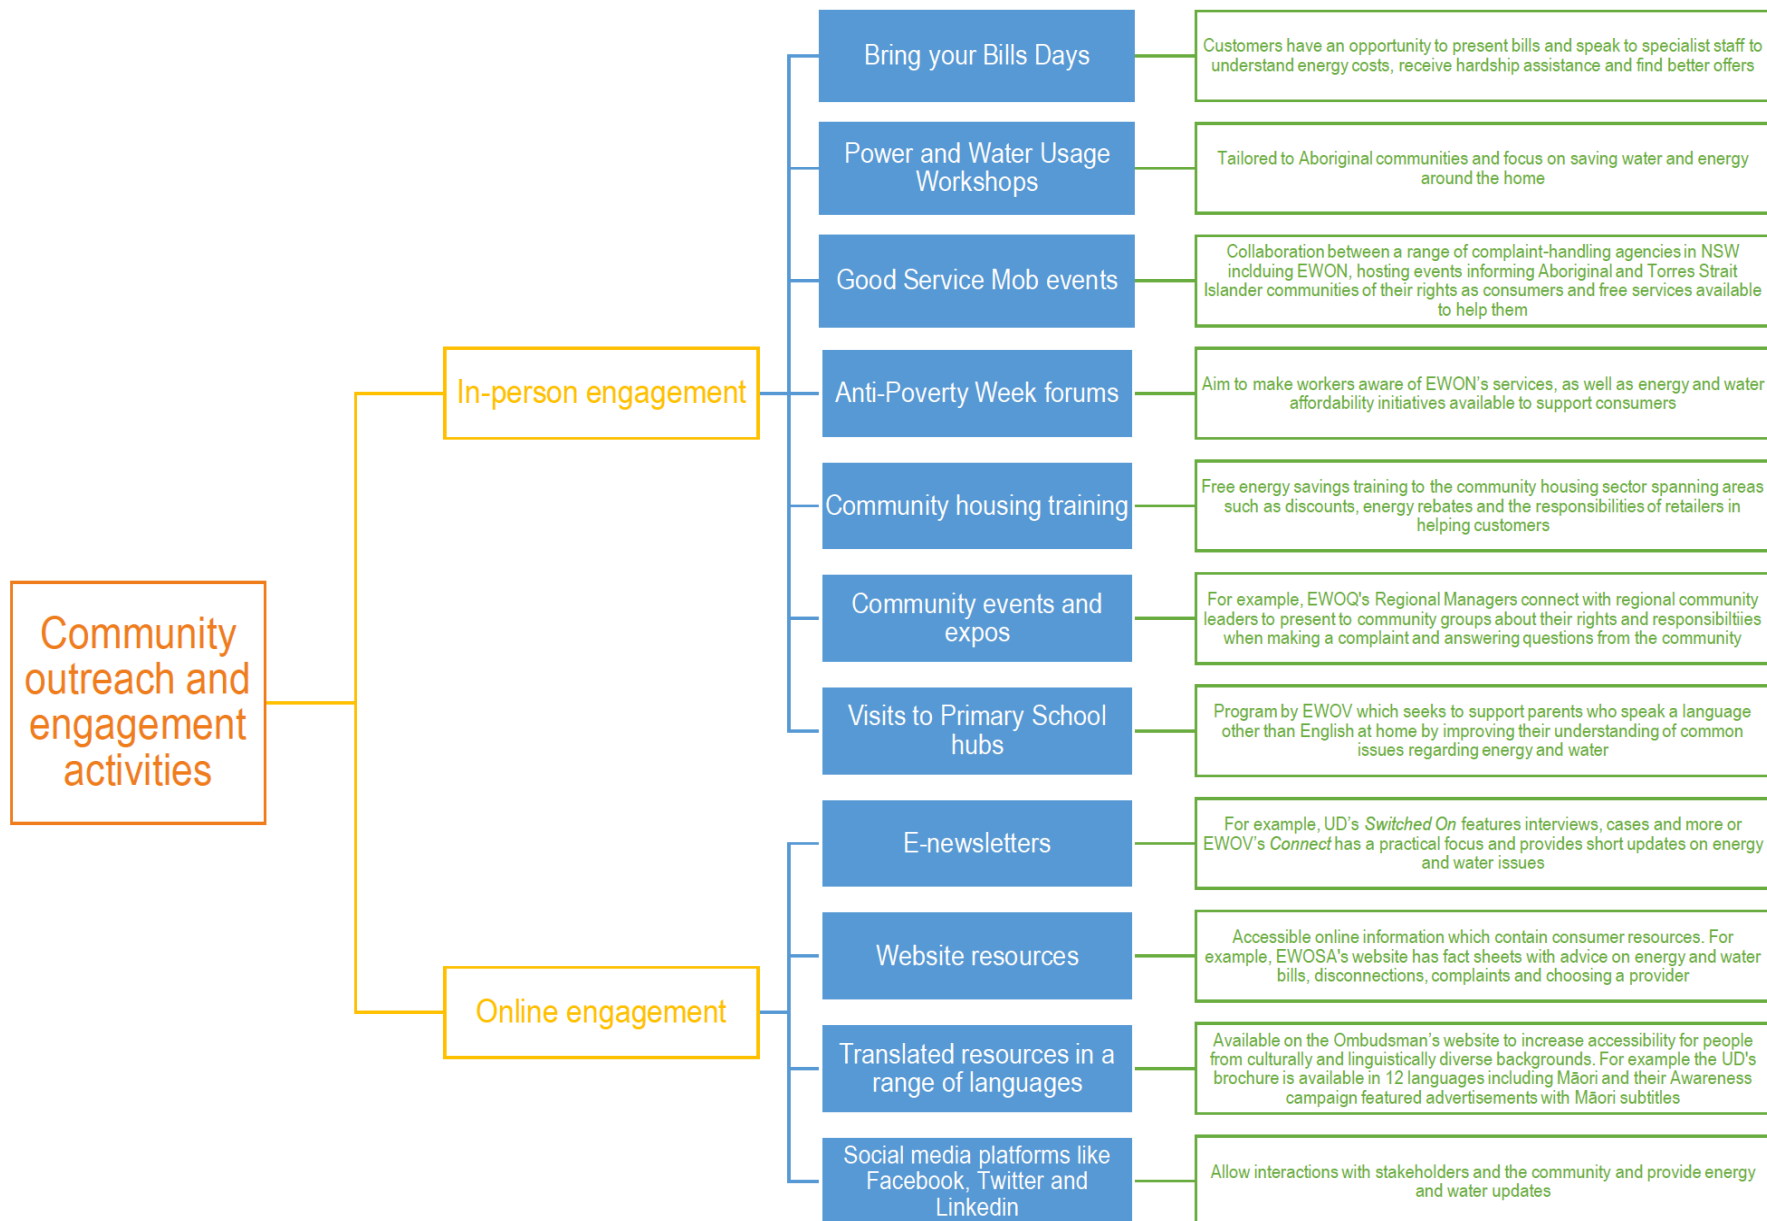 Community
outreach and
engagement
activities
In-person engagement
Bring your Bills Days
Customers have an opportunity to present bills and speak to specialist staff to
understand energy costs, receive hardship assistance and find better offers
Power and Water Usage
Workshops
Tailored to Aboriginal communities and focus on saving water and energy
around the home
Good Service Mob events
Collaboration between a range of complaint-handling agencies in NSW
inclduing EWON, hosting events informing Aboriginal and Torres Strait
Islander communities of their rights as consumers and free services available
to help them
Anti-Poverty Week forums
Aim to make workers aware of EWON’s services, as well as energy and water
affordability initiatives available to support consumers
Community housing training
Free energy savings training to the community housing sector spanning areas
such as discounts, energy rebates and the responsibilities of retailers in
helping customers
Community events and
expos
For example, EWOQ's Regional Managers connect with regional community
leaders to present to community groups about their rights and responsibiltiies
when making a complaint and answering questions from the community
Visits to Primary School
hubs
Program by EWOV which seeks to support parents who speak a language
other than English at home by improving their understanding of common
issues regarding energy and water
Online engagement
E-newsletters
For example, UD’s Switched On features interviews, cases and more or
EWOV’s Connect has a practical focus and provides short updates on energy
and water issues
Website resources
Accessible online information which contain consumer resources. For
example, EWOSA's website has fact sheets with advice on energy and water
bills, disconnections, complaints and choosing a provider
Translated resources in a
range of languages
Available on the Ombudsman’s website to increase accessibility for people
from culturally and linguistically diverse backgrounds. For example the UD's
brochure is available in 12 languages including Māori and their Awareness
campaign featured advertisements with Māori subtitles
Social media platforms like
Facebook, Twitter and
Linkedin
Allow interactions with stakeholders and the community and provide energy
and water updates